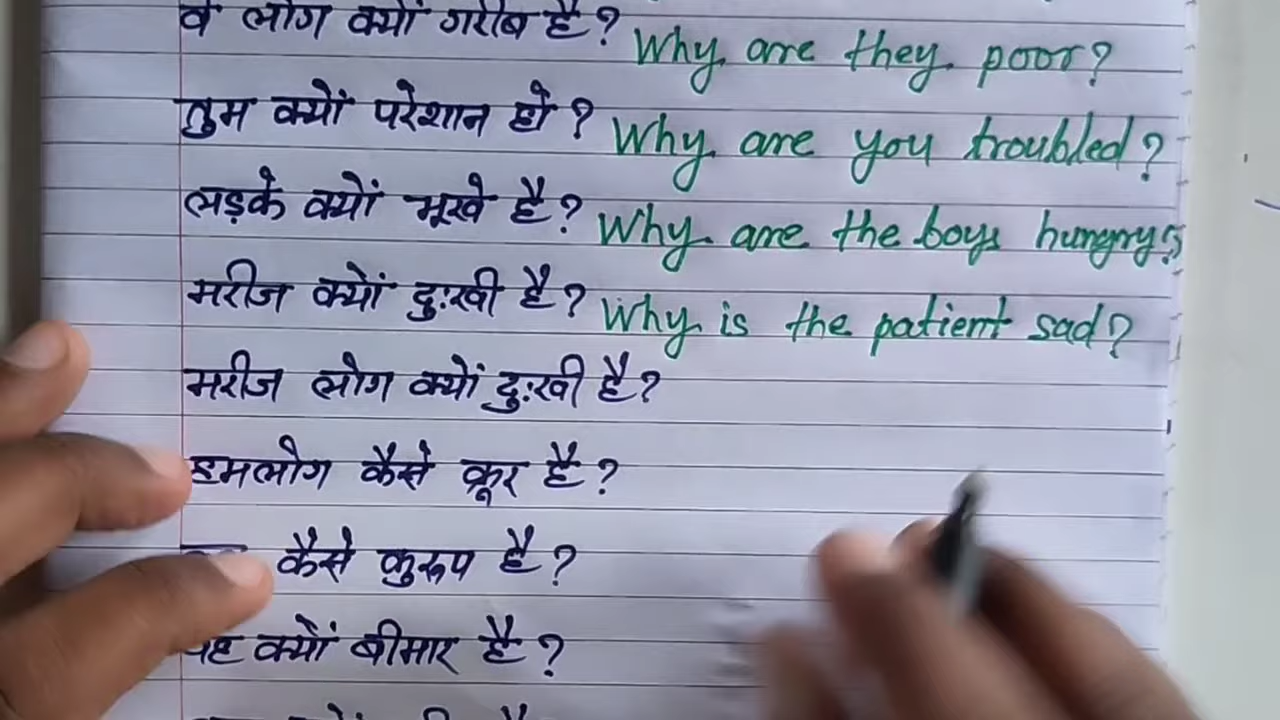 वे लोग क्यों गरीब है? Why are they poor?
तुम क्यों परेशान हो? Why are you troubled?
लड़के क्यों भूखे है? Why are the boys hungry?
मरीज क्यों दुःखी है? Why is the patient sad?
मरीज लोग क्यों दुःखी है?
हमलोग कैसे क्रूर है?
कैसे कुरूप है?
यह क्यों बीमार है?